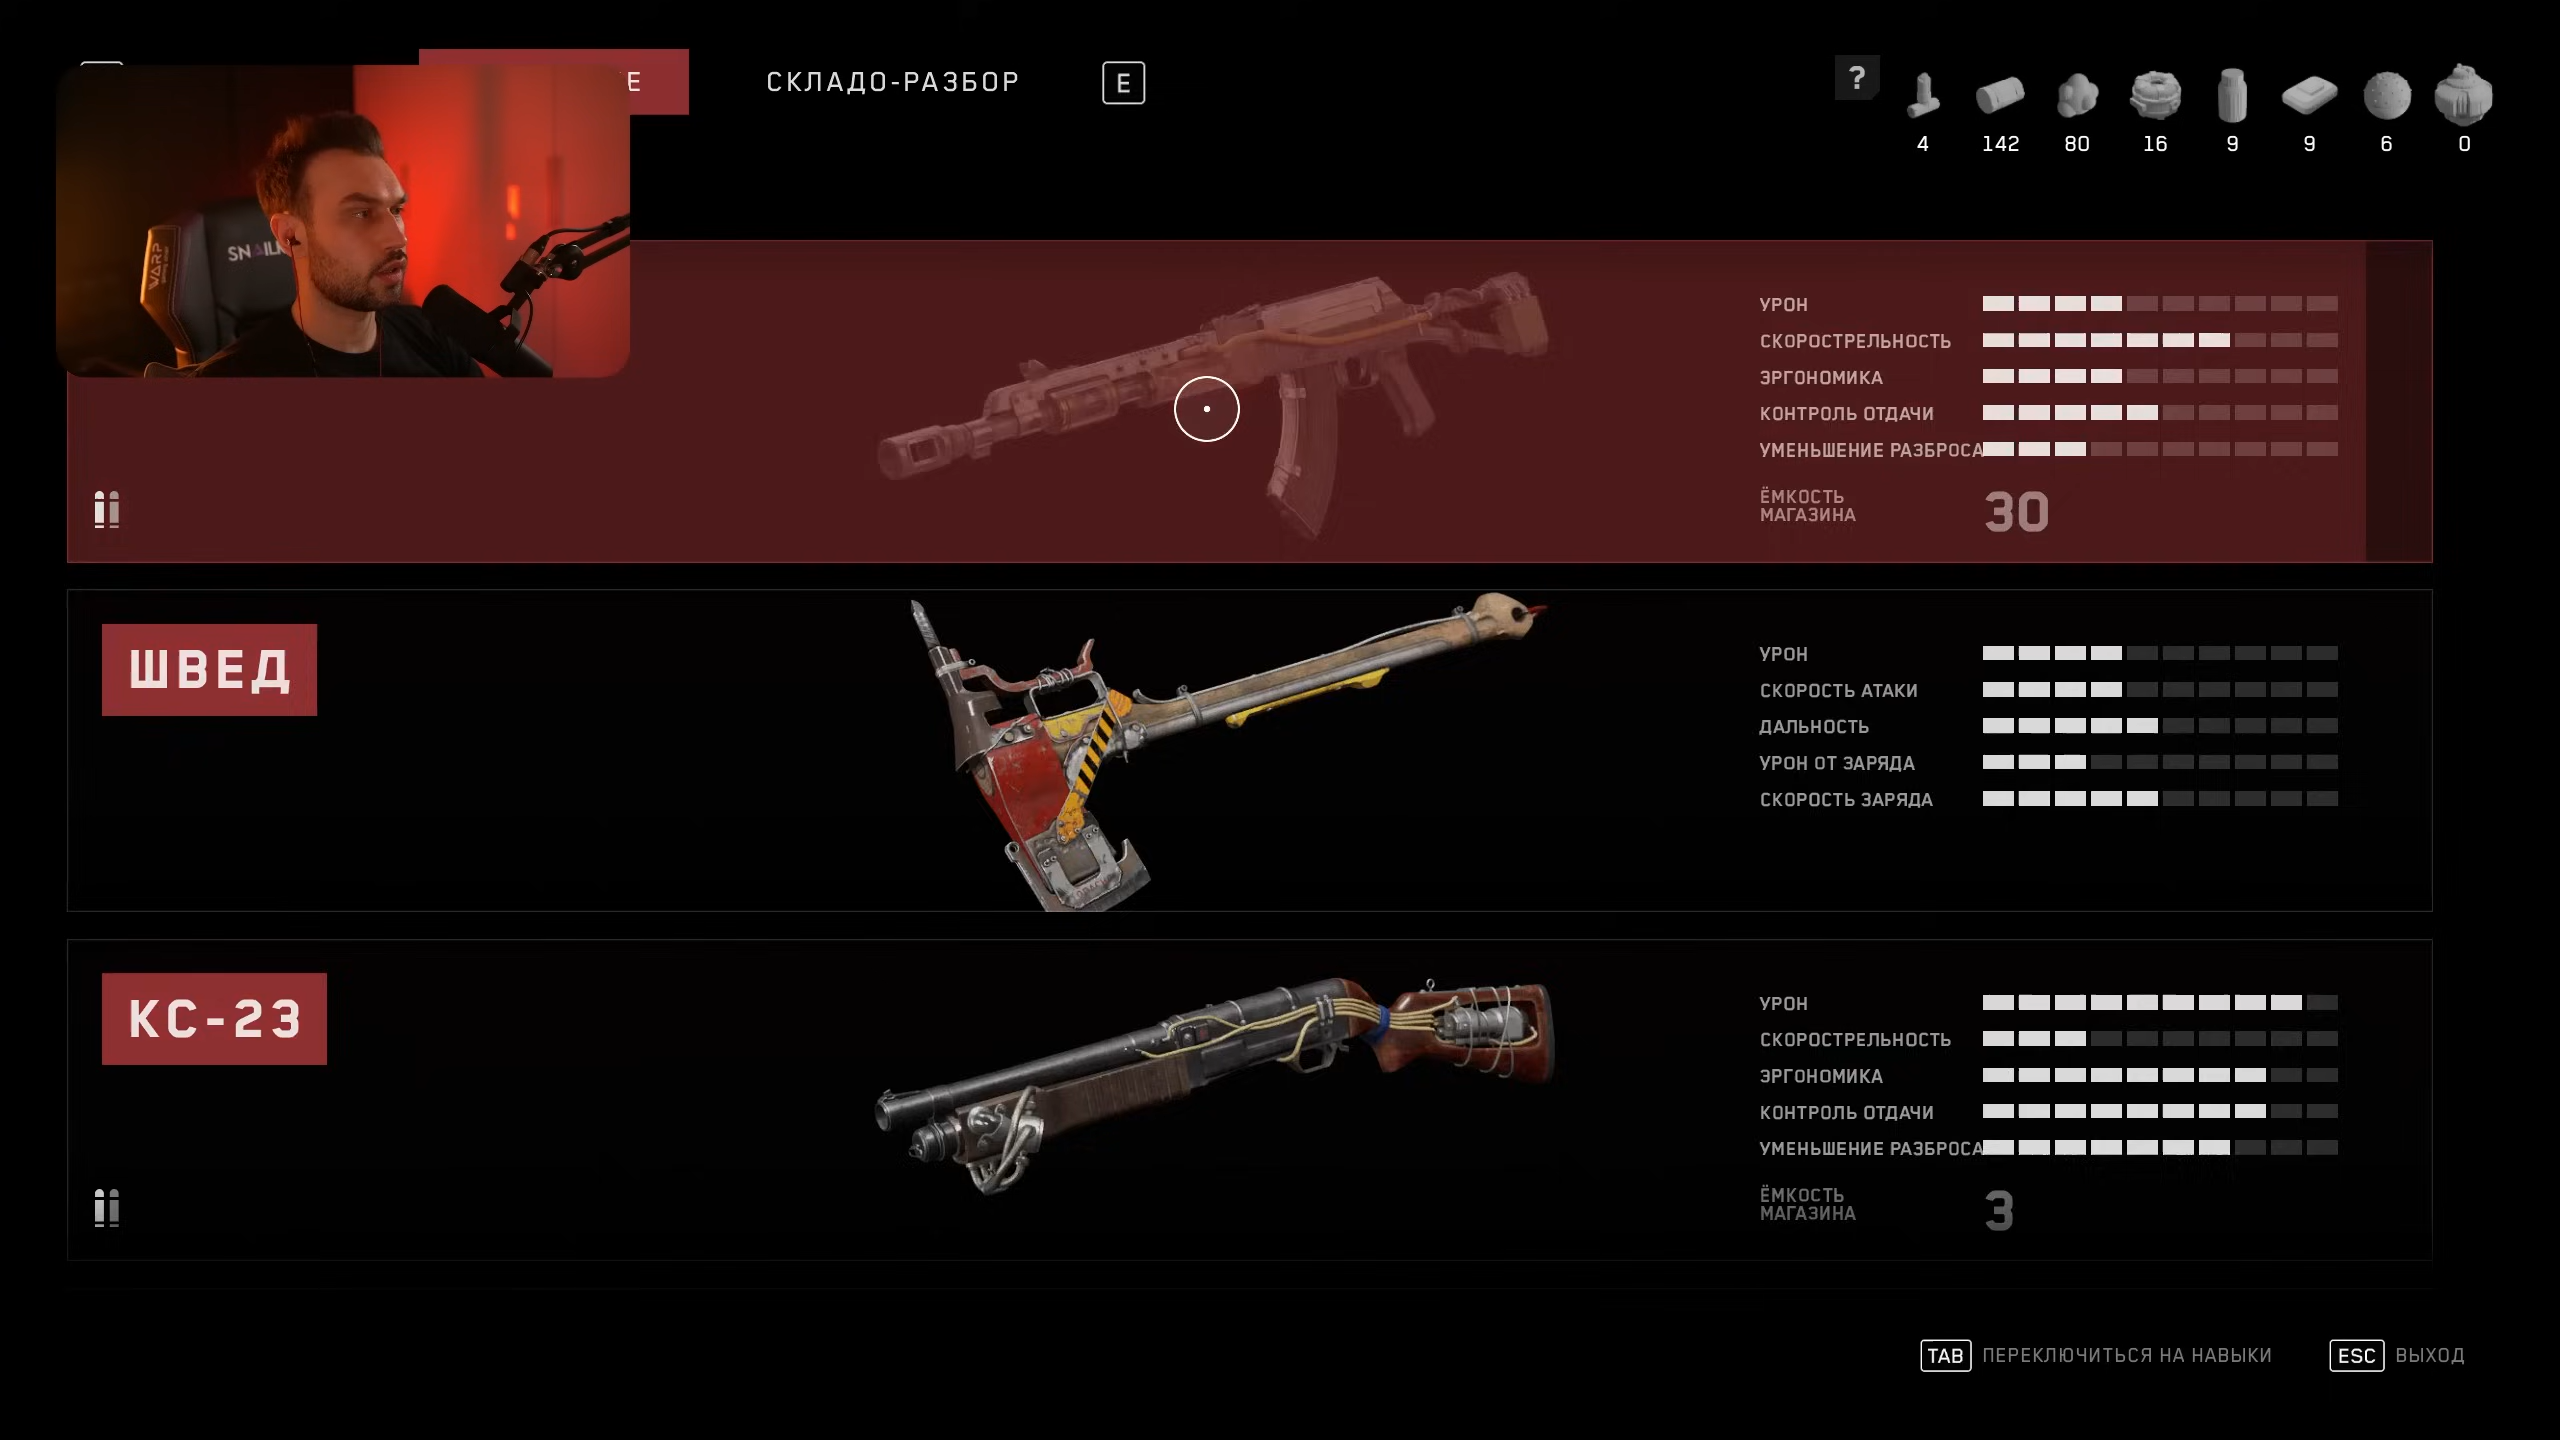 Е
СКЛАДО-РАЗБОР
E
?
4
142
80
16
9
9
6
0
WARP
УРОН
СКОРОСТРЕЛЬНОСТЬ
ЭРГОНОМИКА
КОНТРОЛЬ ОТДАЧИ
УМЕНЬШЕНИЕ РАЗБРОСА
ЁМКОСТЬ
МАГАЗИНА
30
ШВЕД
УРОН
СКОРОСТЬ АТАКИ
ДАЛЬНОСТЬ
УРОН ОТ ЗАРЯДА
СКОРОСТЬ ЗАРЯДА
КС-23
УРОН
СКОРОСТРЕЛЬНОСТЬ
ЭРГОНОМИКА
КОНТРОЛЬ ОТДАЧИ
УМЕНЬШЕНИЕ РАЗБРОСА
ЁМКОСТЬ
МАГАЗИНА
3
TAB ПЕРЕКЛЮЧИТЬСЯ НА НАВЫКИ
ESC ВЫХОД